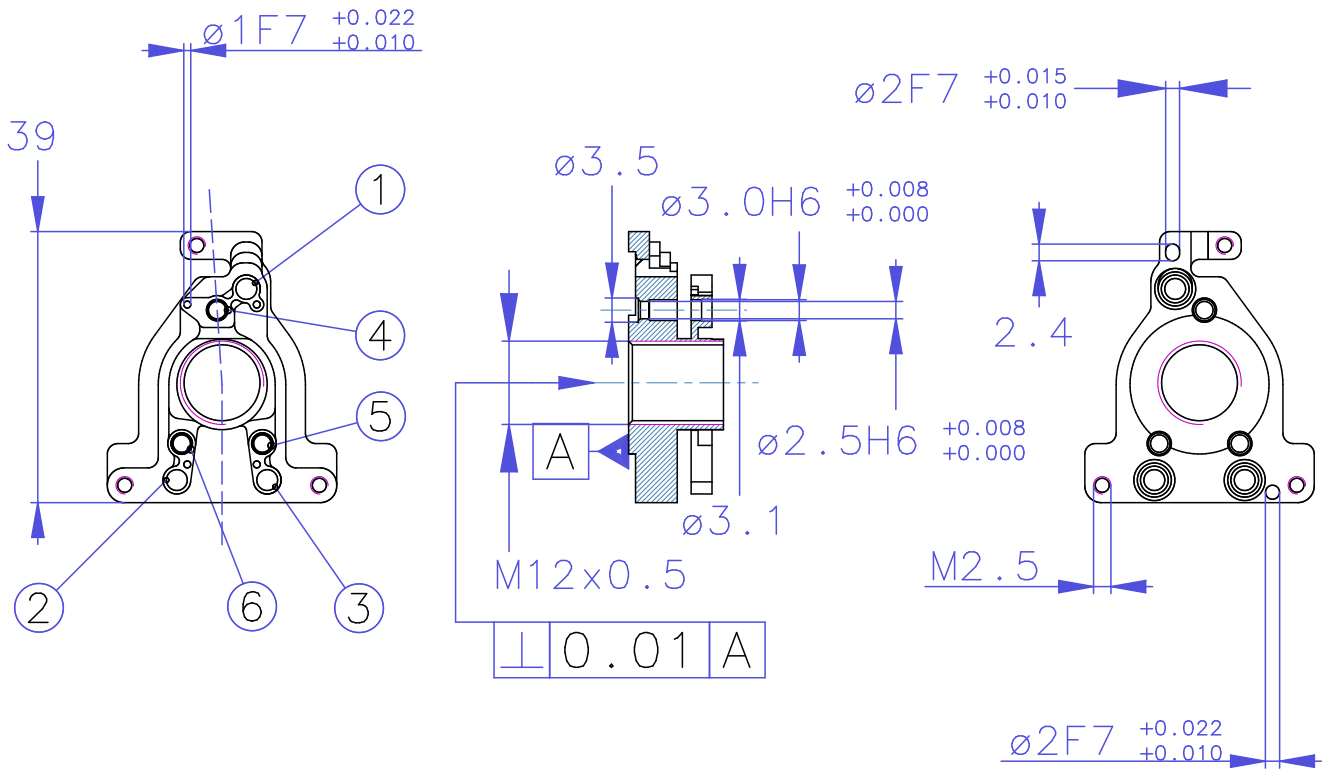 ø1F7 +0.022
+0.010
ø2F7 +0.015
+0.010
39
ø3.5
1
ø3.0H6 +0.008
+0.000
4
2.4
5
ø2.5H6 +0.008
+0.000
A
ø3.1
M12x0.5
M2.5
2
6
3
⊥ 0.01 A
ø2F7 +0.022
+0.010